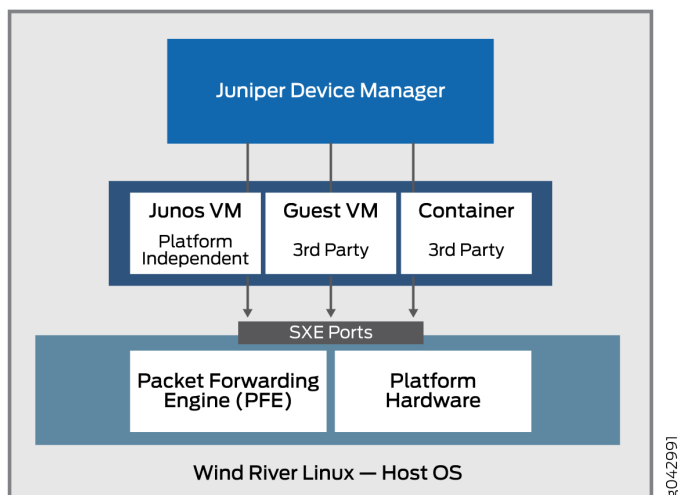 Juniper Device Manager
Junos VM
Platform
Independent
Guest VM
3rd Party
Container
3rd Party
SXE Ports
Packet Forwarding
Engine (PFE)
Platform
Hardware
Wind River Linux — Host OS
g042991